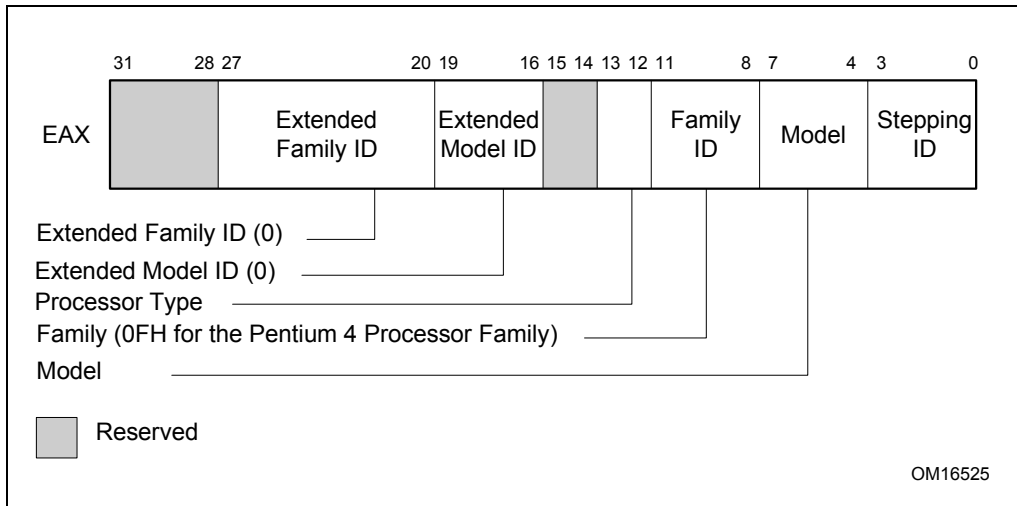 31 28 27 20 19 16 15 14 13 12 11 8 7 4 3 0
EAX
Extended
Family ID
Extended
Model ID
Family
ID
Model
Stepping
ID
Extended Family ID (0)
Extended Model ID (0)
Processor Type
Family (0FH for the Pentium 4 Processor Family)
Model
Reserved
OM16525